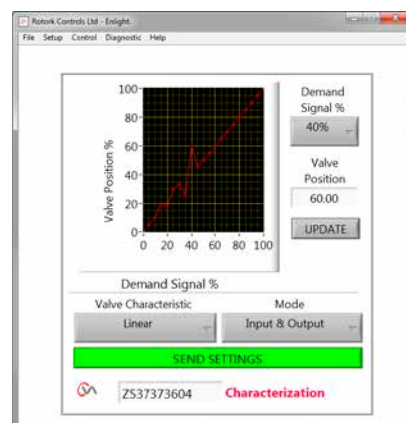 Rotork Controls Ltd - Enlight.
File Setup Control Diagnostic Help
100
80
60
40
20
0
Valve Position %
0 20 40 60 80 100
Demand Signal %
Demand
Signal %
40%
Valve
Position
60.00
UPDATE
Valve Characteristic
Linear
Mode
Input & Output
SEND SETTINGS
ZS37373604
Characterization